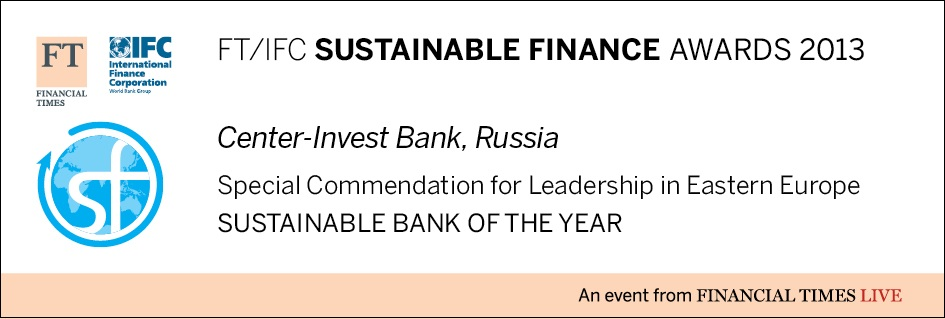 FT
FINANCIAL
TIMES
IFC
International
Finance
Corporation
World Bank Group
FT/IFC SUSTAINABLE FINANCE AWARDS 2013
sf
Center-Invest Bank, Russia
Special Commendation for Leadership in Eastern Europe
SUSTAINABLE BANK OF THE YEAR
An event from FINANCIAL TIMES LIVE